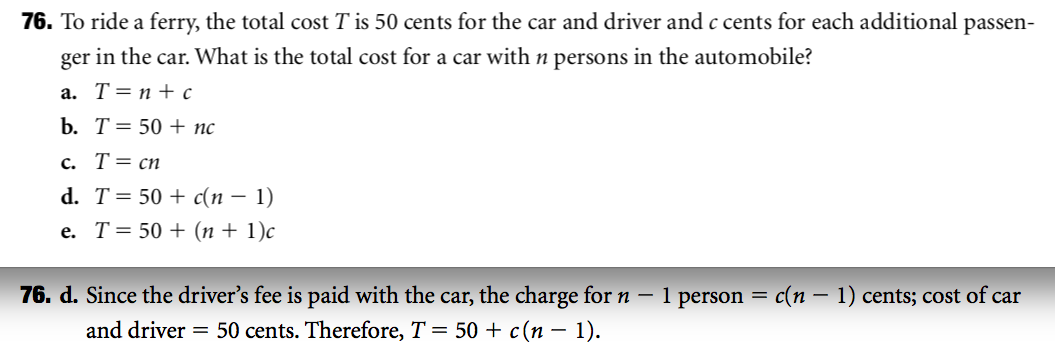 76. To ride a ferry, the total cost T is 50 cents for the car and driver and c cents for each additional passen-
ger in the car. What is the total cost for a car with n persons in the automobile?
a. T = n + c
b. T = 50 + nc
c. T = cn
d. T = 50 + c(n − 1)
e. T = 50 + (n + 1)c
76. d. Since the driver’s fee is paid with the car, the charge for n − 1 person = c(n − 1) cents; cost of car
and driver = 50 cents. Therefore, T = 50 + c(n − 1).